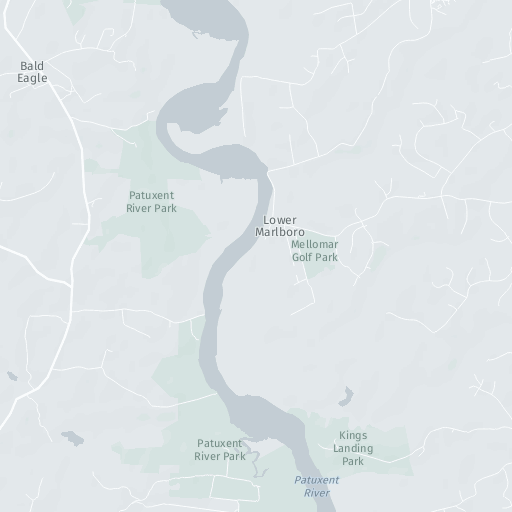 Bald
Eagle
Patuxent
River Park
Lower
Marlboro
Mellomar
Golf Park
Kings
Landing
Park
Patuxent
River Park
Patuxent
River